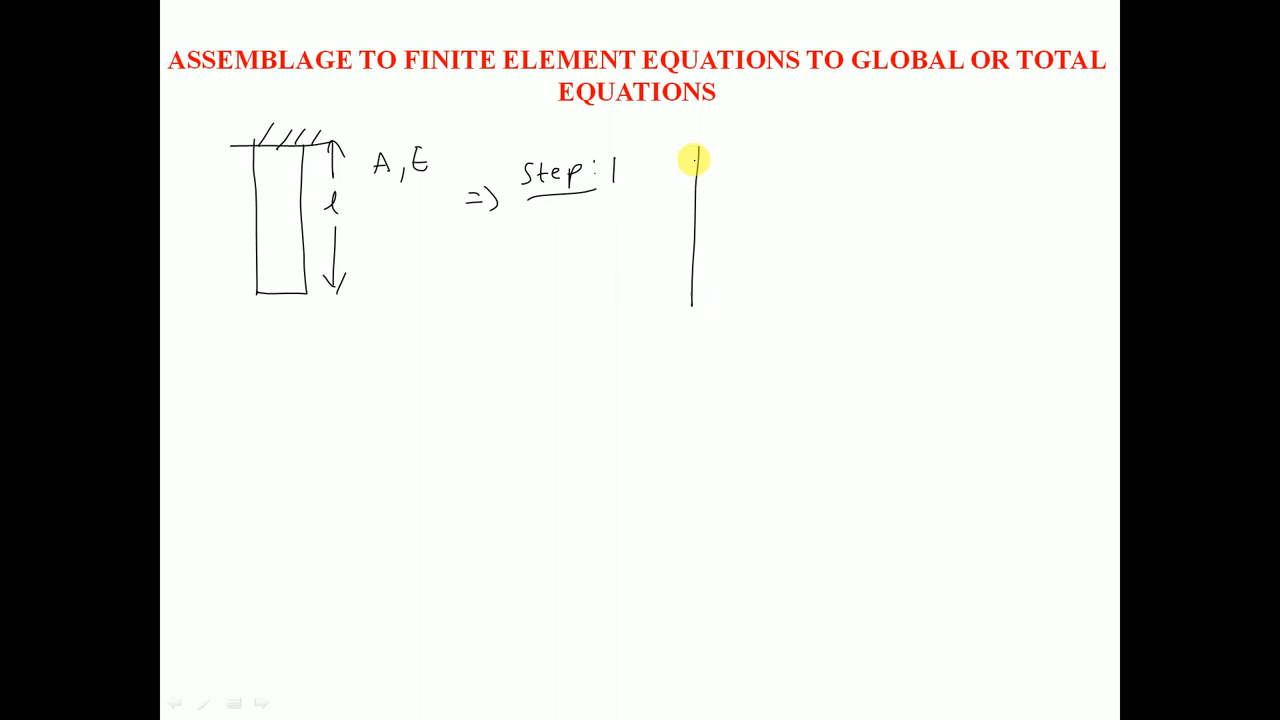 ASSEMBLAGE TO FINITE ELEMENT EQUATIONS TO GLOBAL OR TOTAL
EQUATIONS
A, E
l
=> Step: 1